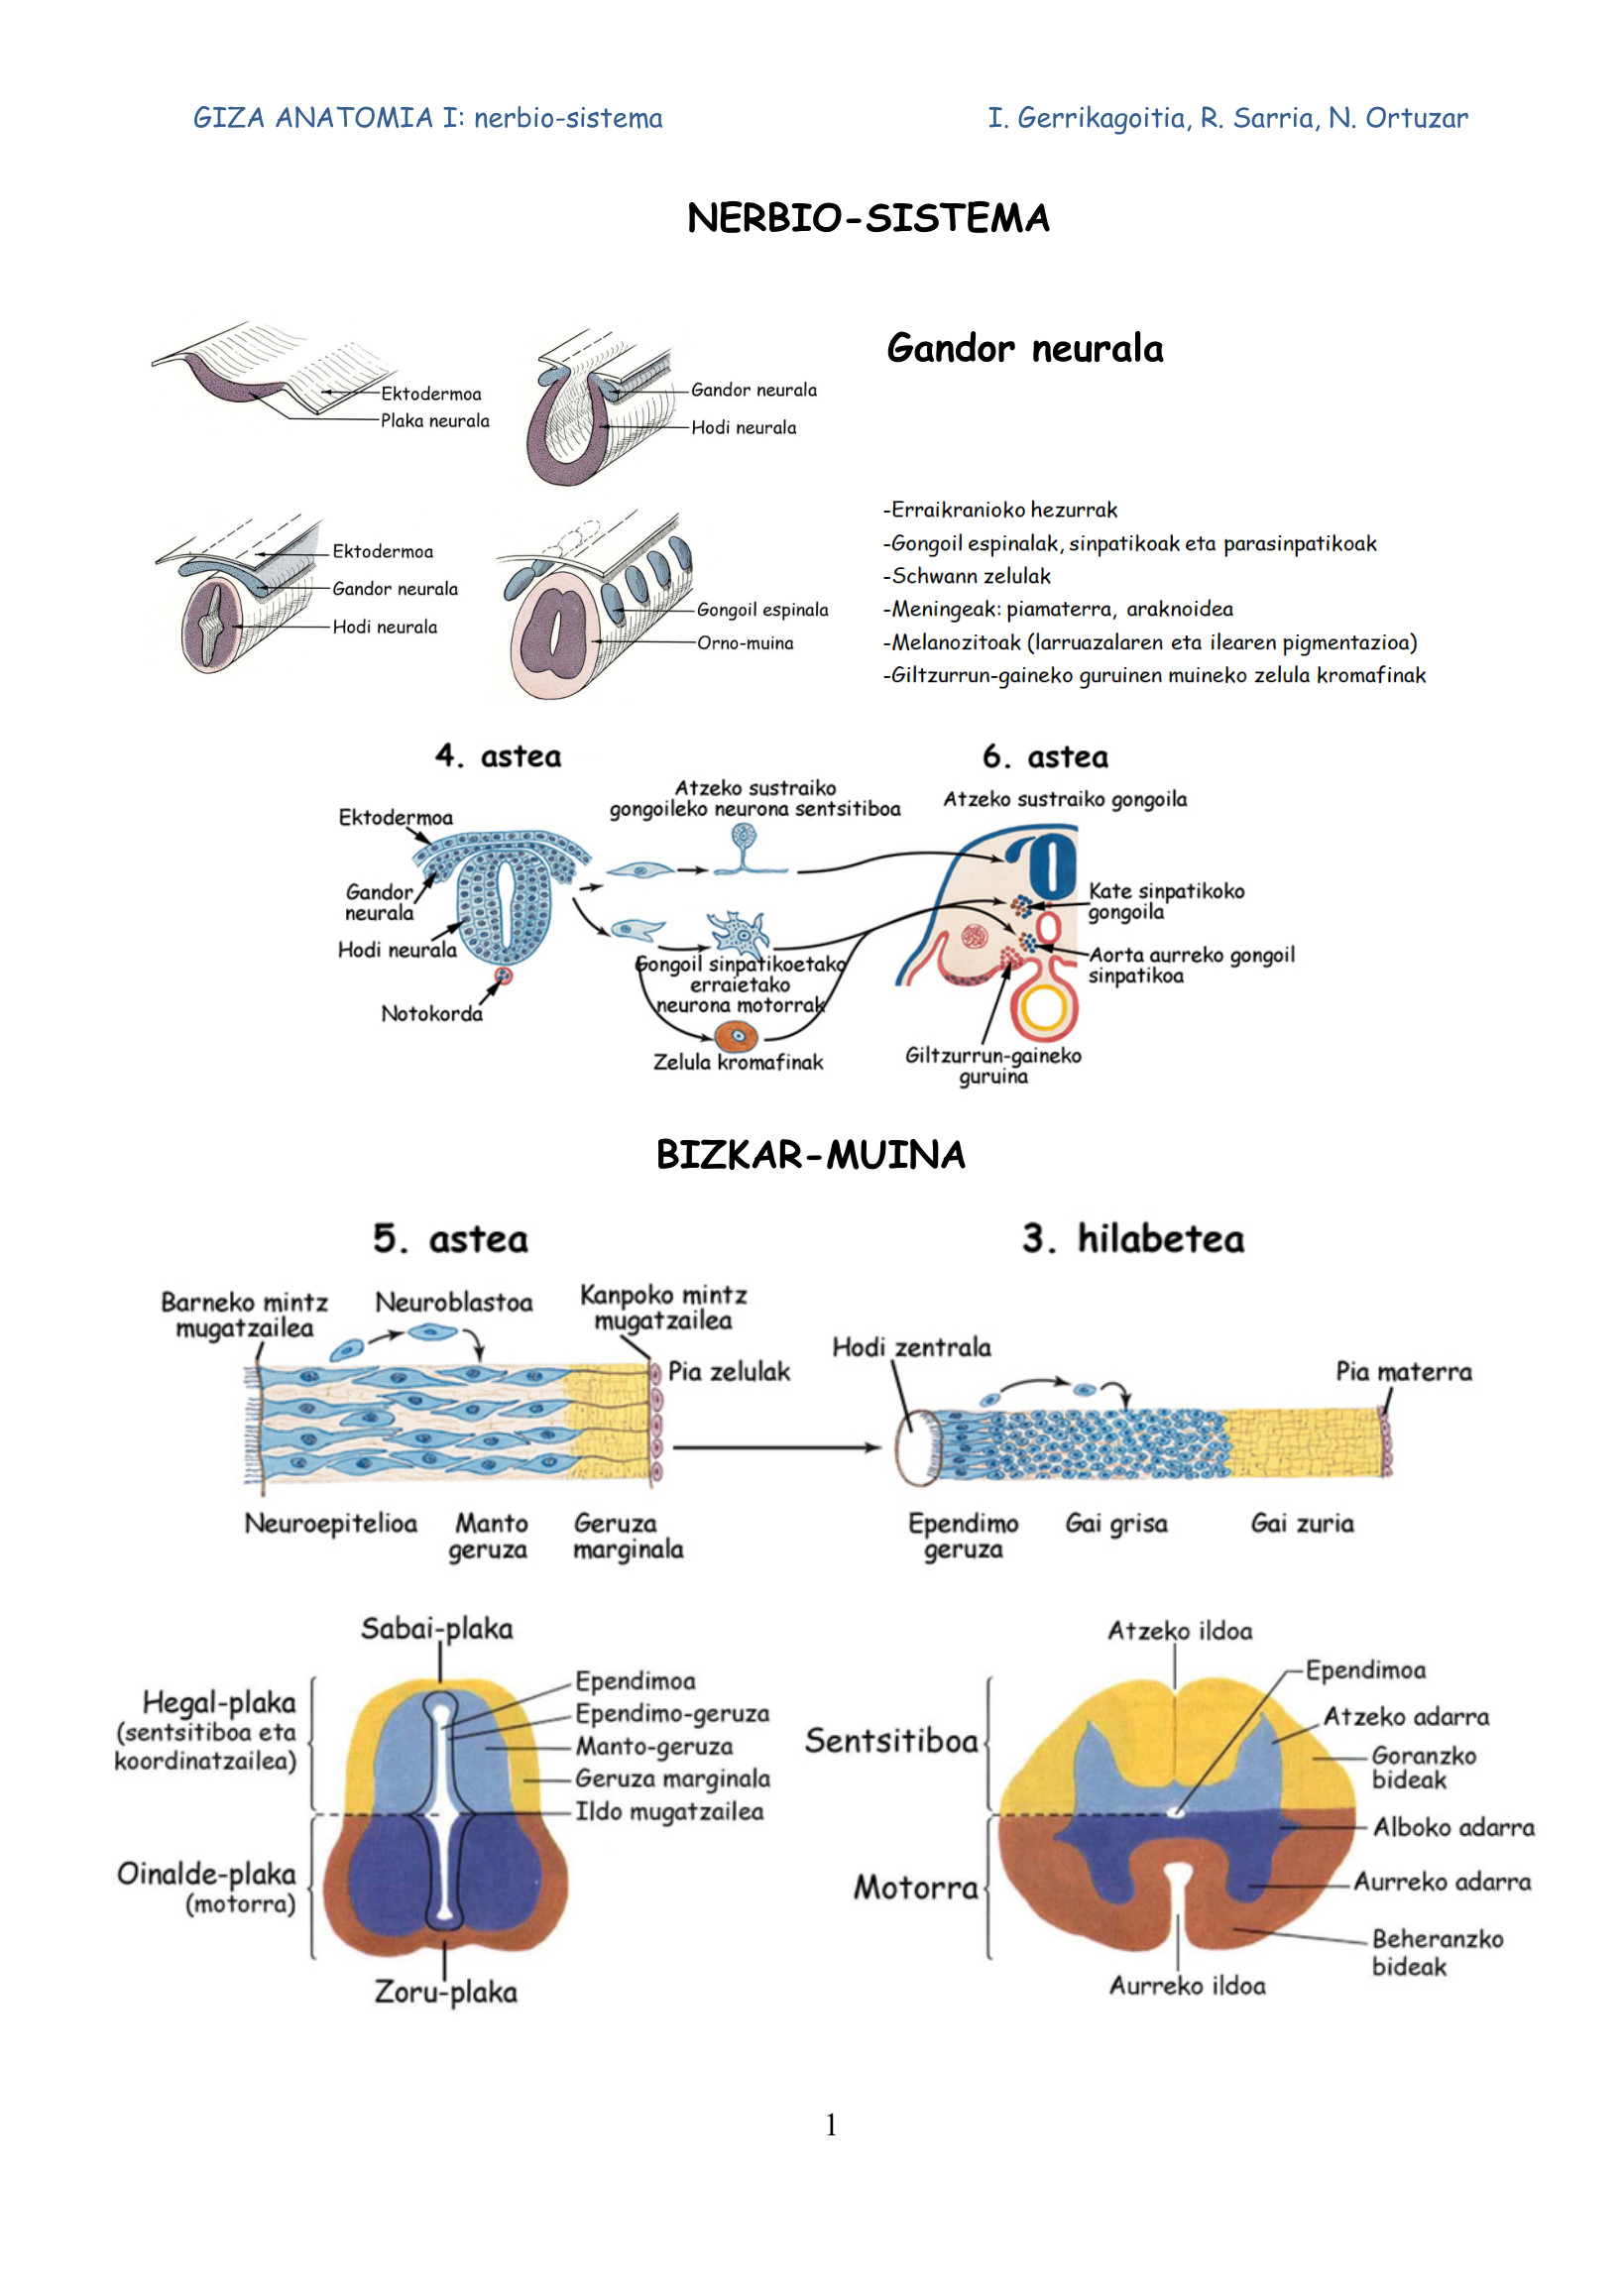 GIZA ANATOMIA I: nerbio-sistema
I. Gerrikagoitia, R. Sarria, N. Ortuzar
NERBIO-SISTEMA
Ektodermoa
Plaka neurala
Gandor neurala
Hodi neurala
Gandor neurala
Ektodermoa
Gandor neurala
Hodi neurala
Gongoil espinala
Orno-muina
-Erraikranioko hezurrak
-Gongoil espinalak, sinpatikoak eta parasinpatikoak
-Schwann zelulak
-Meningeak: piamaterra, araknoidea
-Melanozitoak (larruazalaren eta ilearen pigmentazioa)
-Giltzurrun-gaineko guruinen muineko zelula kromafinak
4. astea
Ektodermoa
Gandor
neurala
Hodi neurala
Notokorda
Atzeko sustraiko
gongoileko neurona sentsitiboa
Gongoil sinpatikoetako
erraietako
neurona motorrak
Zelula kromafinak
6. astea
Atzeko sustraiko gongoila
Kate sinpatikoko
gongoila
Aorta aurreko gongoil
sinpatikoa
Giltzurrun-gaineko
guruina
BIZKAR-MUINA
5. astea
Barneko mintz
mugatzailea
Neuroblastoa
Kanpoko mintz
mugatzailea
Pia zelulak
Neuroepitelioa
Manto
geruza
Geruza
marginala
3. hilabetea
Hodi zentrala
Pia materra
Ependimo
geruza
Gai grisa
Gai zuria
Sabai-plaka
Hegal-plaka
(sentsitiboa eta
koordinatzailea)
Oinalde-plaka
(motorra)
Ependimoa
Ependimo-geruza
Manto-geruza
Geruza marginala
Ildo mugatzailea
Zoru-plaka
Atzeko ildoa
Sentsitiboa
Motorra
Ependimoa
Atzeko adarra
Goranzko
bideak
Alboko adarra
Aurreko adarra
Beheranzko
bideak
Aurreko ildoa
1